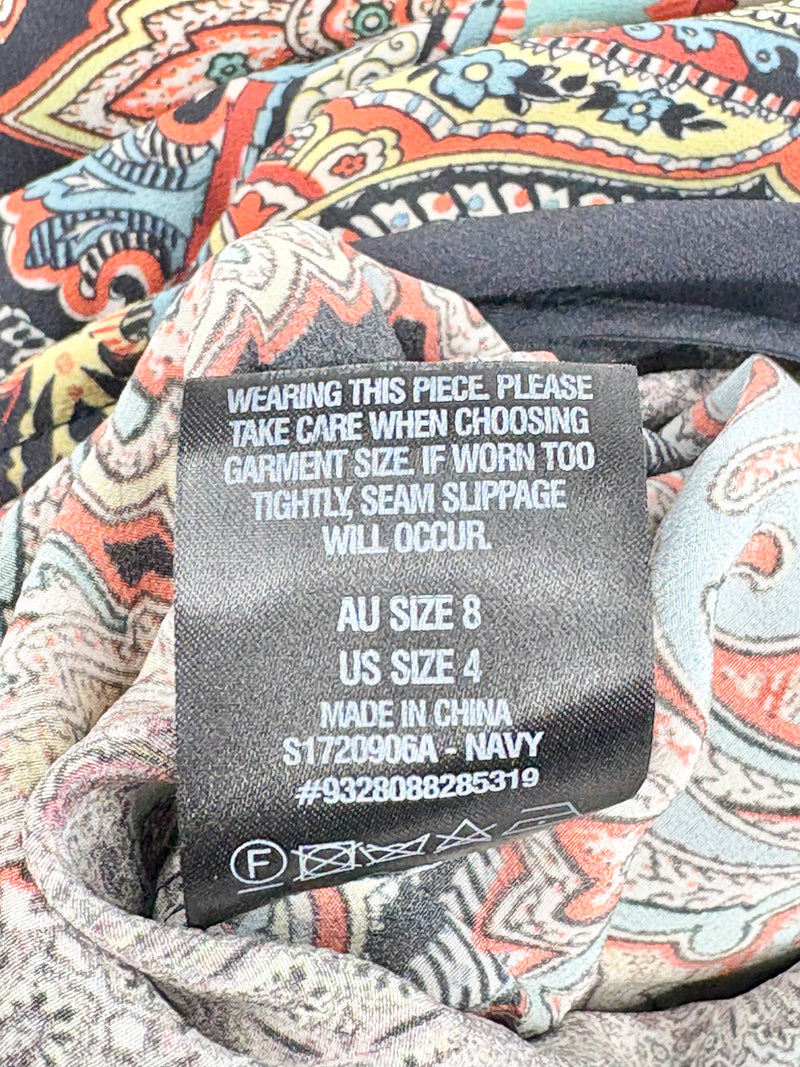 WEARING THIS PIECE. PLEASE
TAKE CARE WHEN CHOOSING
GARMENT SIZE. IF WORN TOO
TIGHTLY, SEAM SLIPPAGE
WILL OCCUR.
AU SIZE 8
US SIZE 4
MADE IN CHINA
S1720906A - NAVY
#9328088285319
F